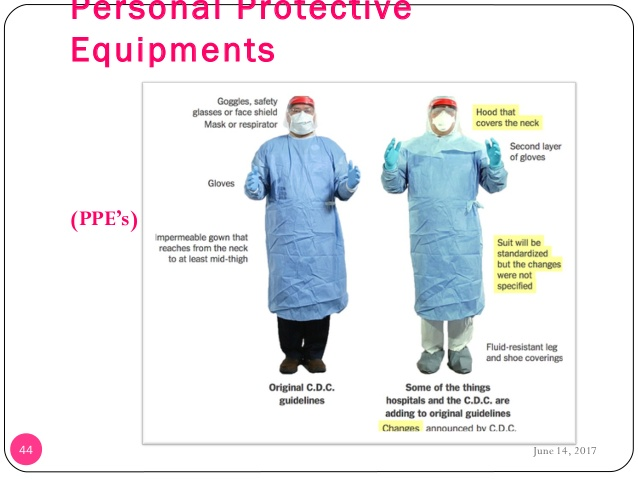 Personal Protective
Equipments
(PPE's)
Goggles, safety
glasses or face shield
Mask or respirator
Gloves
Impermeable gown that
reaches from the neck
to at least mid-thigh
Original C.D.C.
guidelines
Hood that
covers the neck
Second layer
of gloves
Suit will be
standardized
but the changes
were not
specified
Fluid-resistant leg
and shoe coverings
Some of the things
hospitals and the C.D.C. are
adding to original guidelines
Changes announced by C.D.C.
44
June 14, 2017